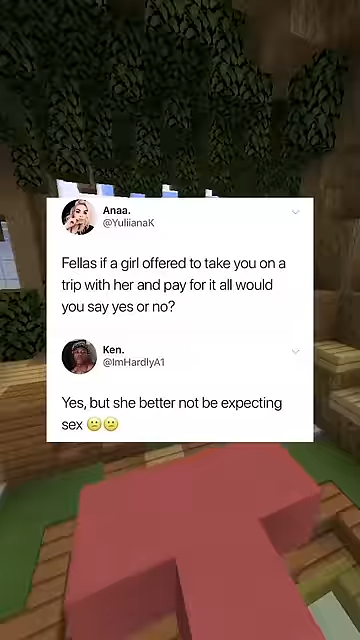 Anaa.
@YuliianaK
Fellas if a girl offered to take you on a
trip with her and pay for it all would
you say yes or no?
Ken.
@ImHardlyA1
Yes, but she better not be expecting
sex 😕😕